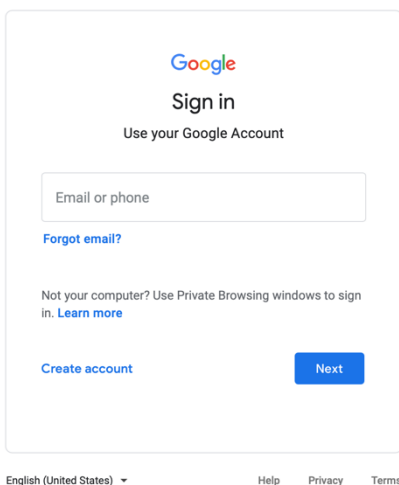 Google
Sign in
Use your Google Account
Email or phone
Forgot email?
Not your computer? Use Private Browsing windows to sign
in. Learn more
Create account
Next
English (United States)
Help
Privacy
Terms